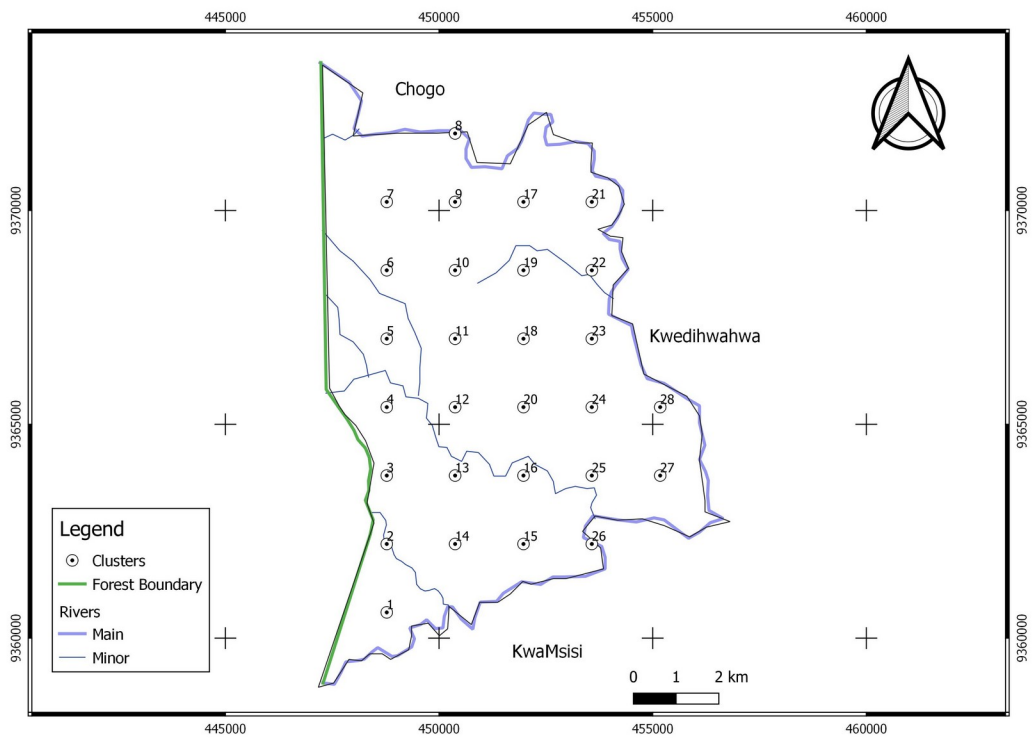 445000 450000 455000 460000
Chogo
8
7 9 17 21
9370000 9370000
6 10 19 22
5 11 18 23
Kwedihwahwa
4 12 20 24 28
9365000 9365000
3 13 16 25 27
Legend
Clusters
Forest Boundary
Rivers
Main
Minor
2 14 15 26
1
9360000 9360000
KwaMsisi
0 1 2 km
445000 450000 455000 460000